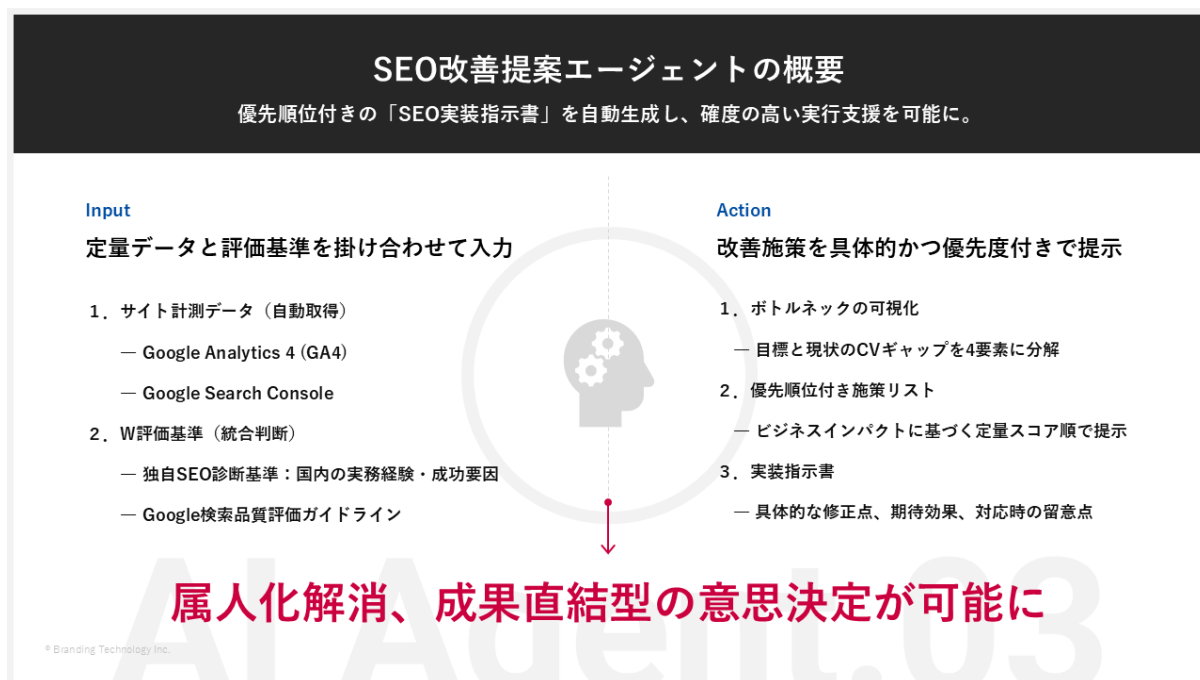 SEO改善提案エージェントの概要
優先順位付きの「SEO実装指示書」を自動生成し、確度の高い実行支援を可能に。
Input
定量データと評価基準を掛け合わせて入力
1．サイト計測データ（自動取得）
— Google Analytics 4 (GA4)
— Google Search Console
2．W評価基準（統合判断）
— 独自SEO診断基準：国内の実務経験・成功要因
— Google検索品質評価ガイドライン
Action
改善施策を具体的かつ優先度付きで提示
1．ボトルネックの可視化
— 目標と現状のCVギャップを4要素に分解
2．優先順位付き施策リスト
— ビジネスインパクトに基づく定量スコア順で提示
3．実装指示書
— 具体的な修正点、期待効果、対応時の留意点
AI Agent.03
属人化解消、成果直結型の意思決定が可能に
® Branding Technology Inc.